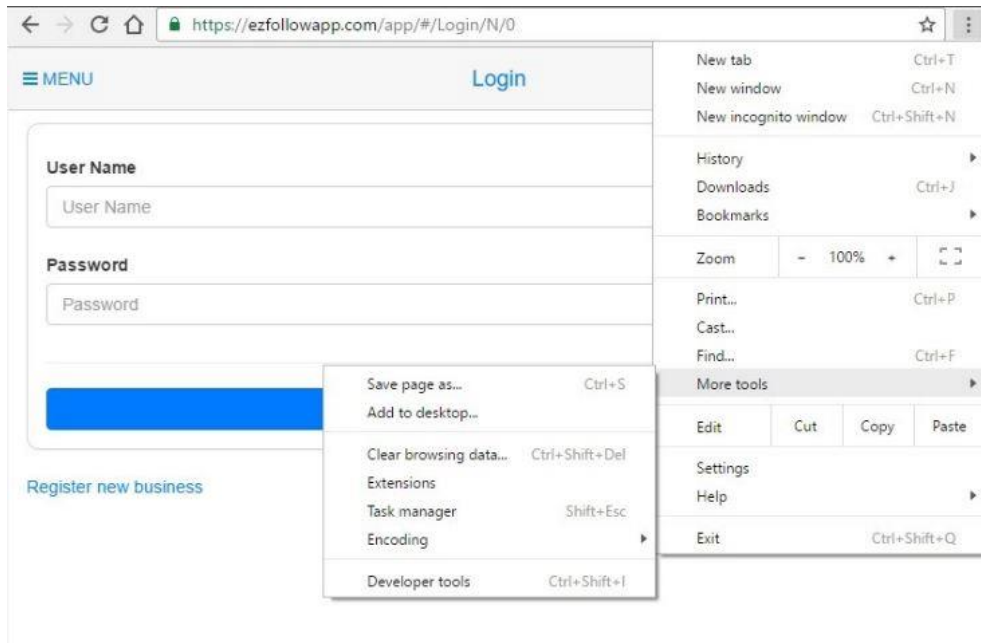 https://ezfollowapp.com/app/#/Login/N/0
MENU
Login
User Name
User Name
Password
Password
Register new business
New tab Ctrl+T
New window Ctrl+N
New incognito window Ctrl+Shift+N
History
Downloads Ctrl+J
Bookmarks
Zoom - 100% +
Print... Ctrl+P
Cast...
Find... Ctrl+F
More tools
Edit Cut Copy Paste
Settings
Help
Exit Ctrl+Shift+Q
Save page as... Ctrl+S
Add to desktop...
Clear browsing data... Ctrl+Shift+Del
Extensions
Task manager Shift+Esc
Encoding
Developer tools Ctrl+Shift+I